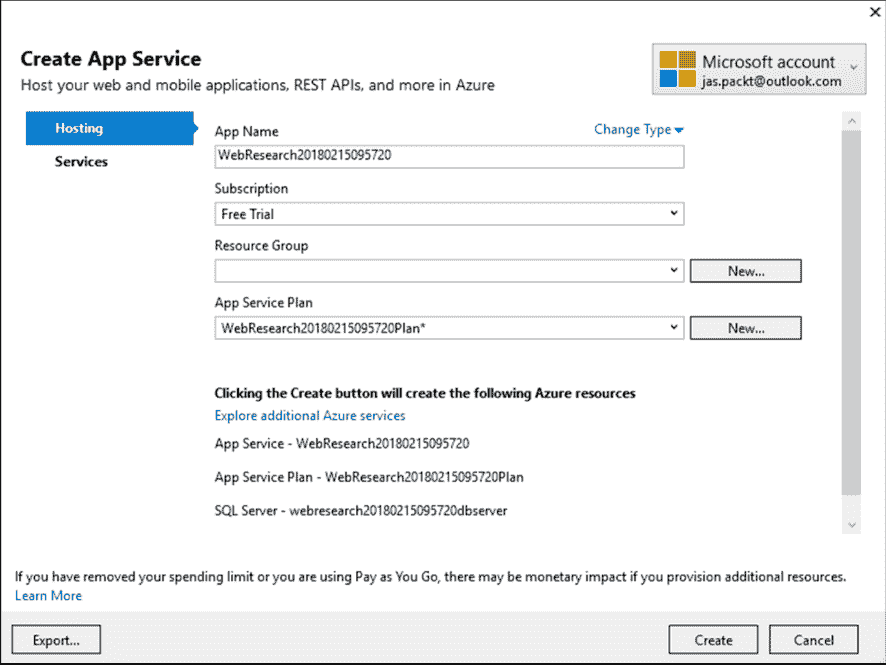 Create App Service
Host your web and mobile applications, REST APIs, and more in Azure
Microsoft account
jas.packt@outlook.com
Hosting
Services
App Name
Change Type
WebResearch20180215095720
Subscription
Free Trial
Resource Group
New...
App Service Plan
WebResearch20180215095720Plan*
New...
Clicking the Create button will create the following Azure resources
Explore additional Azure services
App Service - WebResearch20180215095720
App Service Plan - WebResearch20180215095720Plan
SQL Server - webresearch20180215095720dbserver
If you have removed your spending limit or you are using Pay as You Go, there may be monetary impact if you provision additional resources.
Learn More
Export...
Create
Cancel